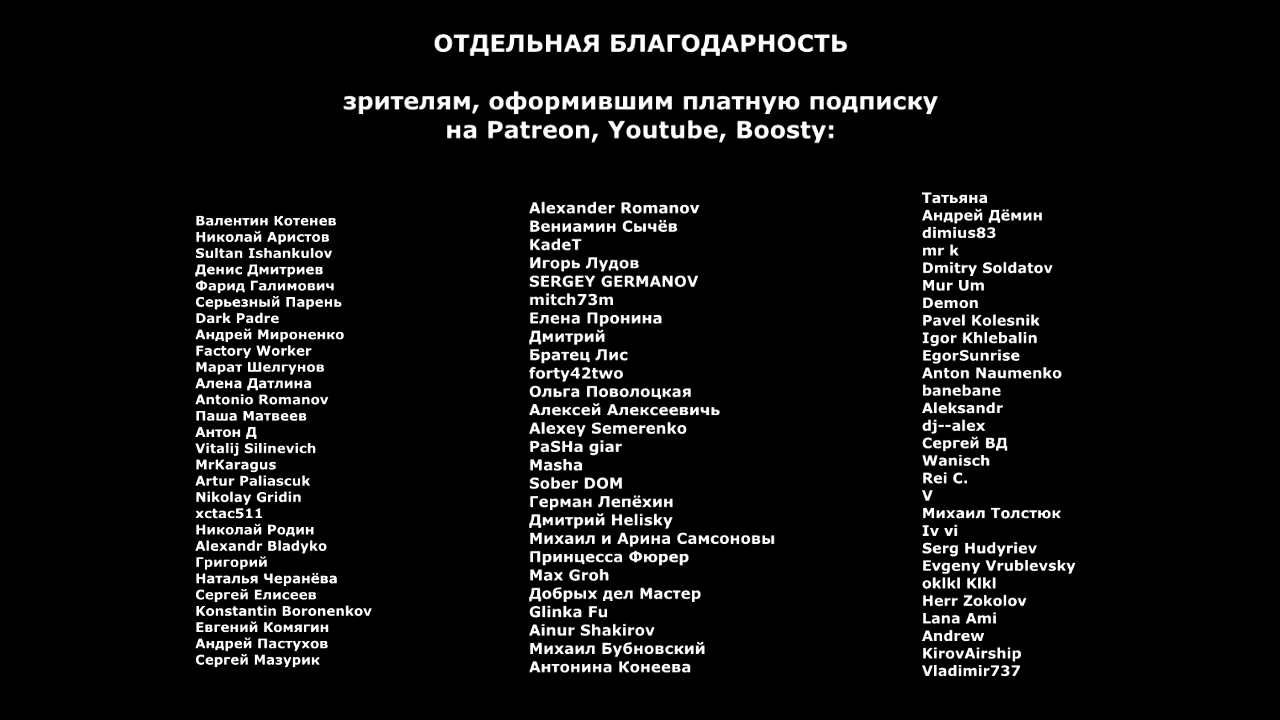 ОТДЕЛЬНАЯ БЛАГОДАРНОСТЬ
зрителям, оформившим платную подписку
на Patreon, Youtube, Boosty:
Валентин Котенев
Николай Аристов
Sultan Ishankulov
Денис Дмитриев
Фарид Галимович
Серьезный Парень
Dark Padre
Андрей Мироненко
Factory Worker
Марат Шелгунов
Алена Датлина
Antonio Romanov
Паша Матвеев
Антон Д
Vitalij Silinevich
MrKaragus
Artur Paliascuk
Nikolay Gridin
xctac511
Николай Родин
Alexandr Bladyko
Григорий
Наталья Черанёва
Сергей Елисеев
Konstantin Boronenkov
Евгений Комягин
Андрей Пастухов
Сергей Мазурик
Alexander Romanov
Вениамин Сычёв
KadeT
Игорь Лудов
SERGEY GERMANOV
mitch73m
Елена Пронина
Дмитрий
Братец Лис
forty42two
Ольга Поволоцкая
Алексей Алексеевичь
Alexey Semerenko
PaSHa giar
Masha
Sober DOM
Герман Лепёхин
Дмитрий Helisky
Михаил и Арина Самсоновы
Принцесса Фюрер
Max Groh
Добрых дел Мастер
Glinka Fu
Ainur Shakirov
Михаил Бубновский
Антонина Конеева
Татьяна
Андрей Дёмин
dimius83
mr k
Dmitry Soldatov
Mur Um
Demon
Pavel Kolesnik
Igor Khlebalin
EgorSunrise
Anton Naumenko
banebane
Aleksandr
dj--alex
Сергей ВД
Wanisch
Rei C.
V
Михаил Толстюк
Iv vi
Serg Hudyriev
Evgeny Vrublevsky
oklkl Klkl
Herr Zokolov
Lana Ami
Andrew
KirovAirship
Vladimir737